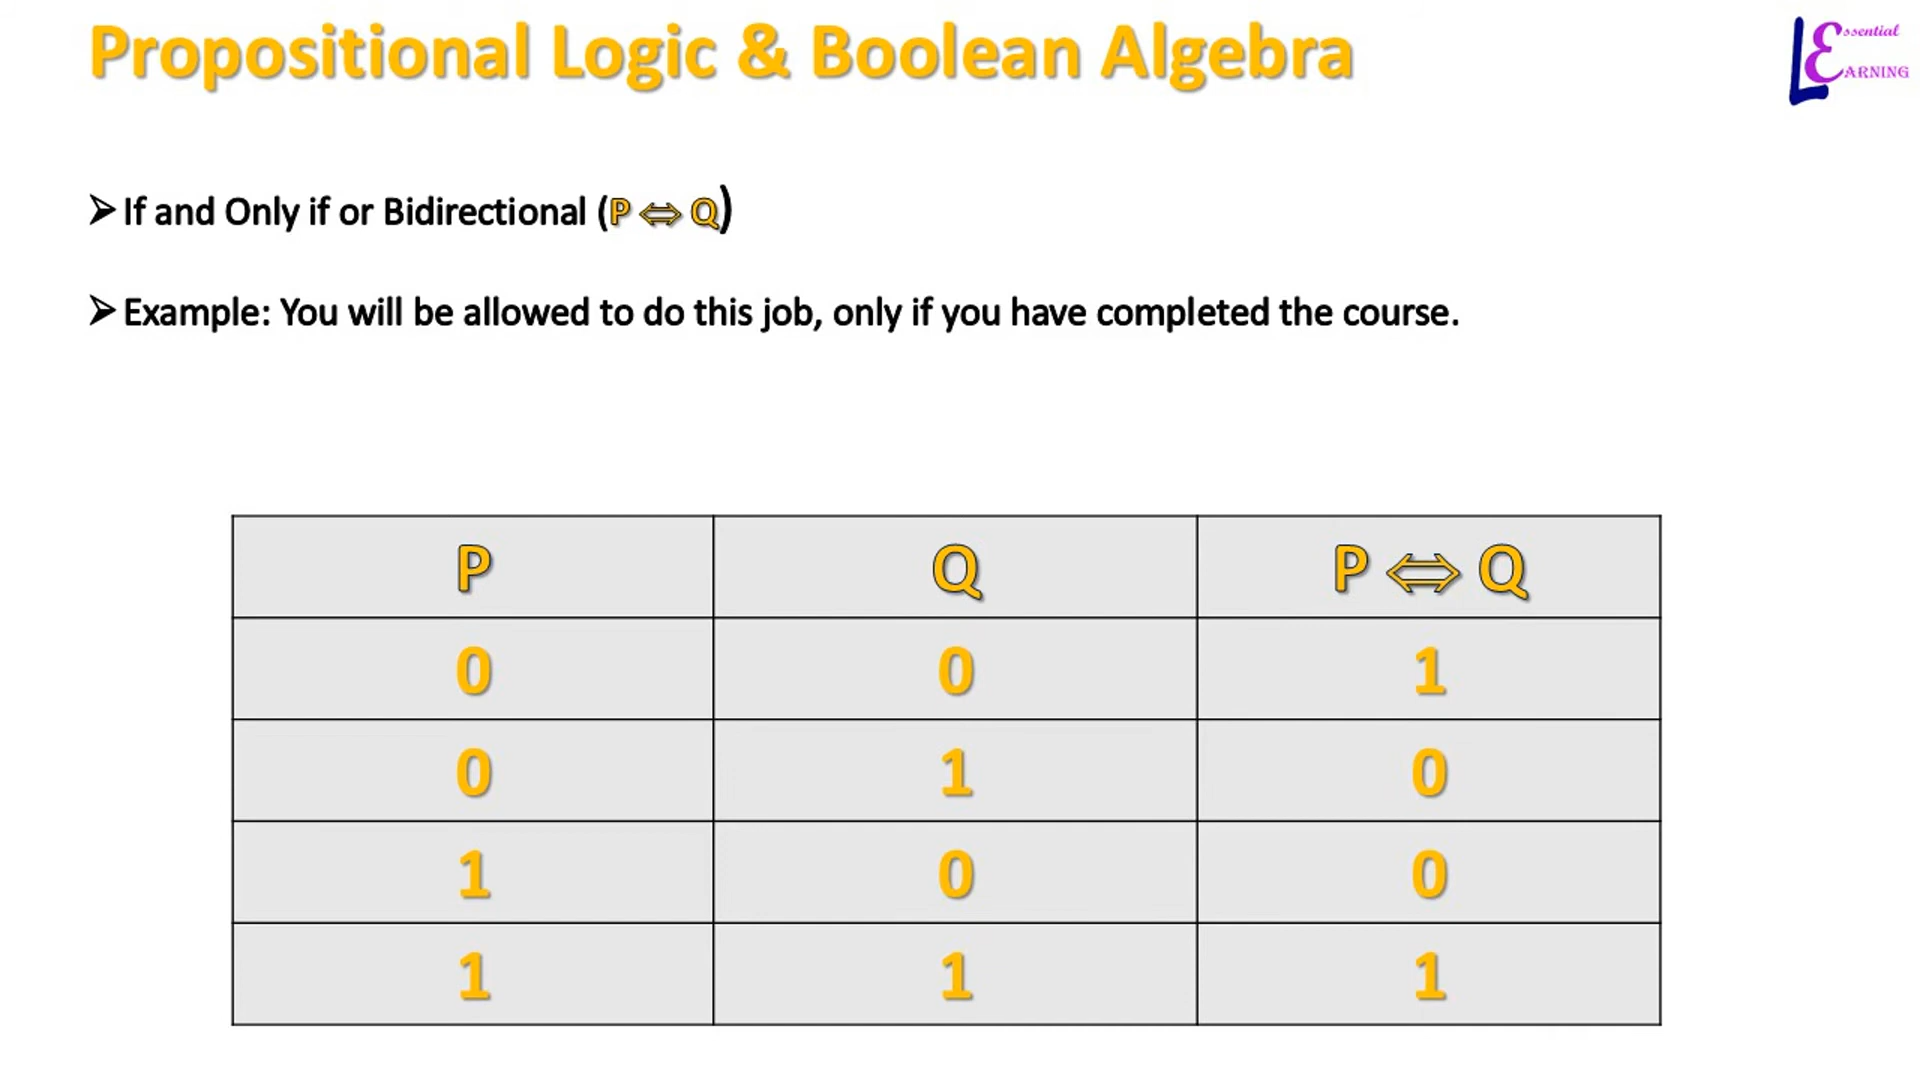 Propositional Logic & Boolean Algebra
Essential
LEARNING
➢If and Only if or Bidirectional (P ⇔ Q)
➢Example: You will be allowed to do this job, only if you have completed the course.
P Q P ⇔ Q
0 0 1
0 1 0
1 0 0
1 1 1